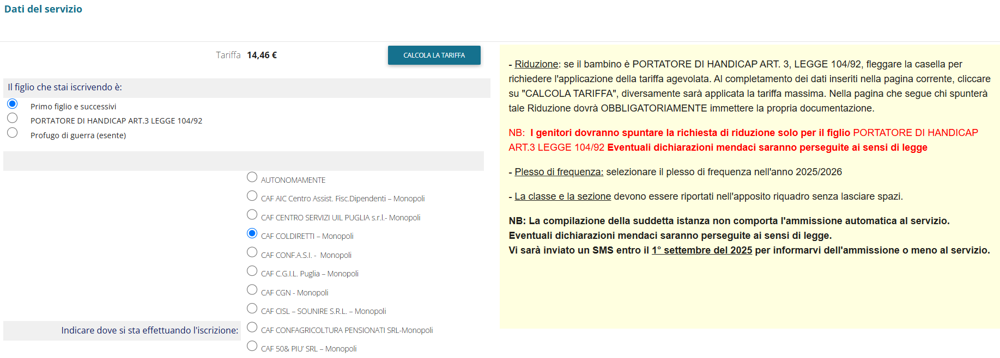 Dati del servizio
Tariffa 14,46 €
CALCOLA LA TARIFFA
Il figlio che stai iscrivendo è:
Primo figlio e successivi
PORTATORE DI HANDICAP ART.3 LEGGE 104/92
Profugo di guerra (esente)
Indicare dove si sta effettuando l'iscrizione:
AUTONOMAMENTE
CAF AIC Centro Assist. Fisc.Dipendenti – Monopoli
CAF CENTRO SERVIZI UIL PUGLIA s.r.l.- Monopoli
CAF COLDIRETTI – Monopoli
CAF CONF.A.S.I. -  Monopoli
CAF C.G.I.L. Puglia – Monopoli
CAF CGN - Monopoli
CAF CISL – SOUNIRE S.R.L. – Monopoli
CAF CONFAGRICOLTURA PENSIONATI SRL-Monopoli
CAF 50& PIU’ SRL – Monopoli
- Riduzione: se il bambino è PORTATORE DI HANDICAP ART. 3, LEGGE 104/92, fleggare la casella per
richiedere l'applicazione della tariffa agevolata. Al completamento dei dati inseriti nella pagina corrente, cliccare
su "CALCOLA TARIFFA", diversamente sarà applicata la tariffa massima. Nella pagina che segue chi spunterà
tale Riduzione dovrà OBBLIGATORIAMENTE immettere la propria documentazione.
NB:  I genitori dovranno spuntare la richiesta di riduzione solo per il figlio PORTATORE DI HANDICAP
ART.3 LEGGE 104/92 Eventuali dichiarazioni mendaci saranno perseguite ai sensi di legge
- Plesso di frequenza: selezionare il plesso di frequenza nell'anno 2025/2026
- La classe e la sezione devono essere riportati nell'apposito riquadro senza lasciare spazi.
NB: La compilazione della suddetta istanza non comporta l'ammissione automatica al servizio.
Eventuali dichiarazioni mendaci saranno perseguite ai sensi di legge.
Vi sarà inviato un SMS entro il 1° settembre del 2025 per informarvi dell'ammissione o meno al servizio.